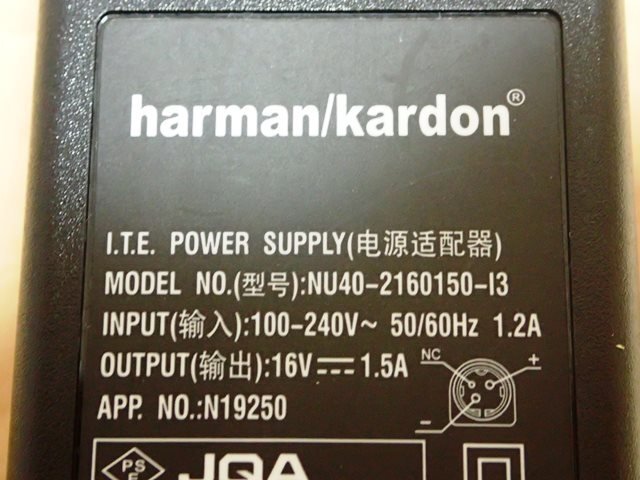 harman/kardon®
I.T.E. POWER SUPPLY(电源适配器)
MODEL NO.(型号):NU40-2160150-I3
INPUT(输入):100-240V~ 50/60Hz 1.2A
OUTPUT(输出):16V⎓1.5A
NC +
-
APP. NO.:N19250
PS
E
JQA